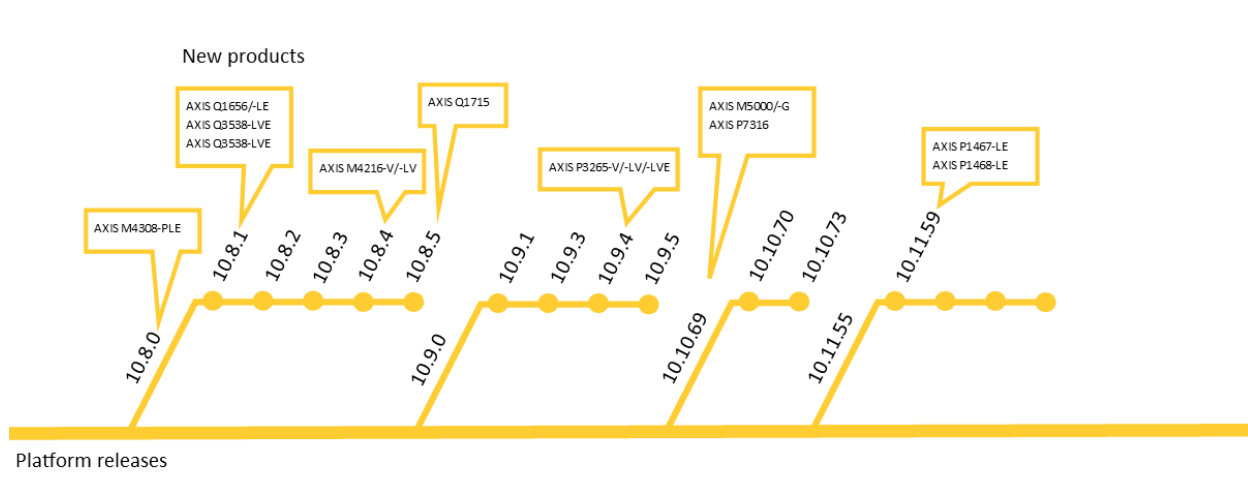 New products
AXIS Q1656/-LE
AXIS Q3538-LVE
AXIS Q3538-LVE
AXIS Q1715
AXIS M5000/-G
AXIS P7316
AXIS P1467-LE
AXIS P1468-LE
AXIS M4216-V/-LV
AXIS P3265-V/-LV/-LVE
AXIS M4308-PLE
10.8.0
10.8.1
10.8.2
10.8.3
10.8.4
10.8.5
10.9.0
10.9.1
10.9.3
10.9.4
10.9.5
10.10.69
10.10.70
10.10.73
10.11.55
10.11.59
Platform releases